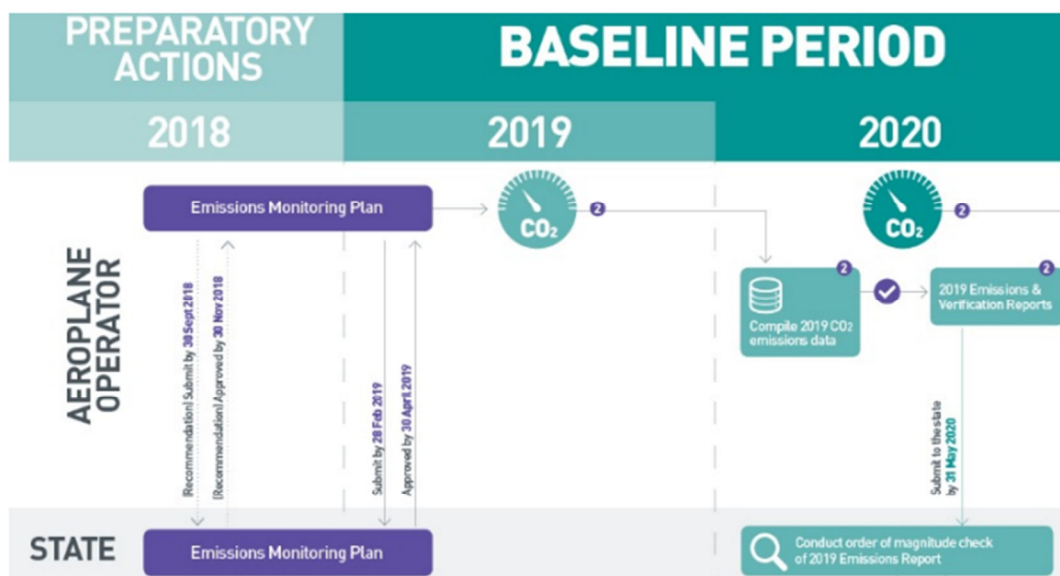 PREPARATORY
ACTIONS
BASELINE PERIOD
2018
2019
2020
AEROPLANE
OPERATOR
Emissions Monitoring Plan
CO₂
2
CO₂
2
[Recommendation] Submit by 30 Sept 2018
[Recommendation] Approved by 30 Nov 2018
Submit by 28 Feb 2019
Approved by 30 April 2019
2
Compile 2019 CO₂
emissions data
2
2019 Emissions &
Verification Reports
Submit to the state
by 31 May 2020
STATE
Emissions Monitoring Plan
Conduct order of magnitude check
of 2019 Emissions Report